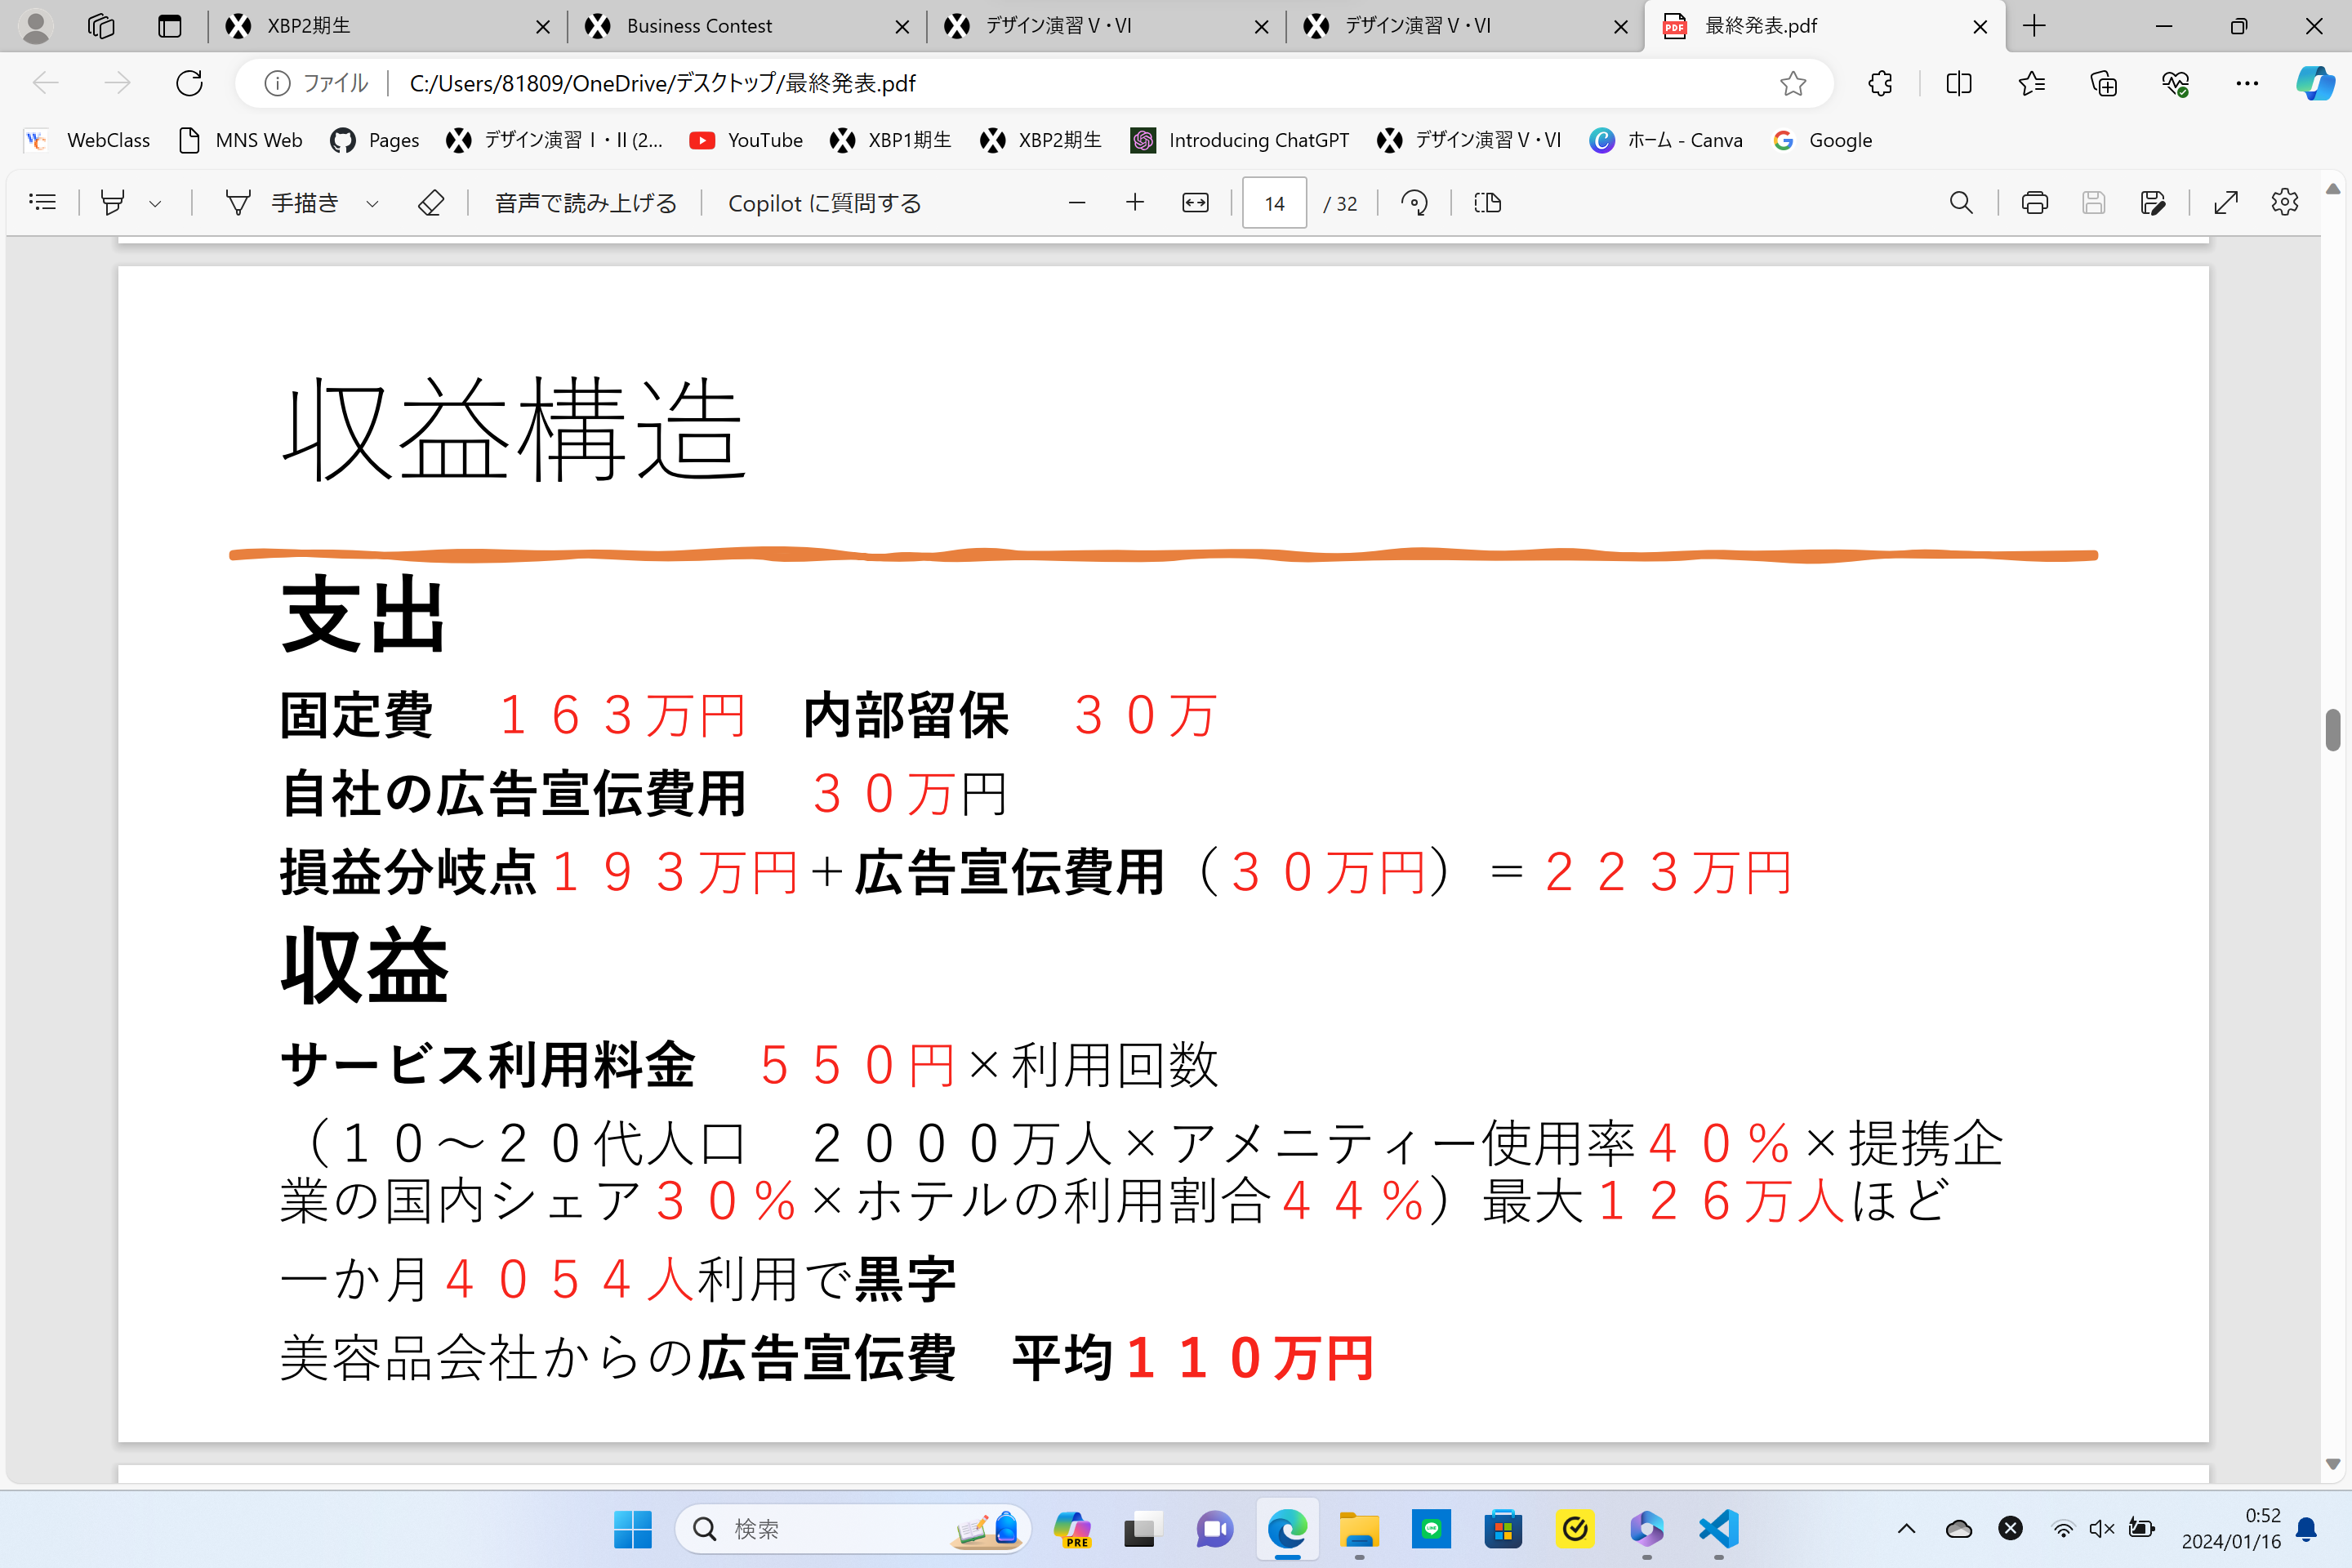 XBP2期生
Business Contest
デザイン演習Ⅴ・Ⅵ
デザイン演習Ⅴ・Ⅵ
最終発表.pdf
ファイル
C:/Users/81809/OneDrive/デスクトップ/最終発表.pdf
WebClass
MNS Web
Pages
デザイン演習Ⅰ・Ⅱ(2...
YouTube
XBP1期生
XBP2期生
Introducing ChatGPT
デザイン演習Ⅴ・Ⅵ
ホーム - Canva
Google
手描き
音声で読み上げる
Copilot に質問する
14
/ 32
収益構造
支出
固定費　１６３万円　内部留保　３０万
自社の広告宣伝費用　３０万円
損益分岐点１９３万円＋広告宣伝費用（３０万円）＝２２３万円
収益
サービス利用料金　５５０円×利用回数
（１０～２０代人口　２０００万人×アメニティー使用率４０％×提携企
業の国内シェア３０％×ホテルの利用割合４４％）最大１２６万人ほど
一か月４０５４人利用で黒字
美容品会社からの広告宣伝費　平均１１０万円
検索
PRE
0:52
2024/01/16